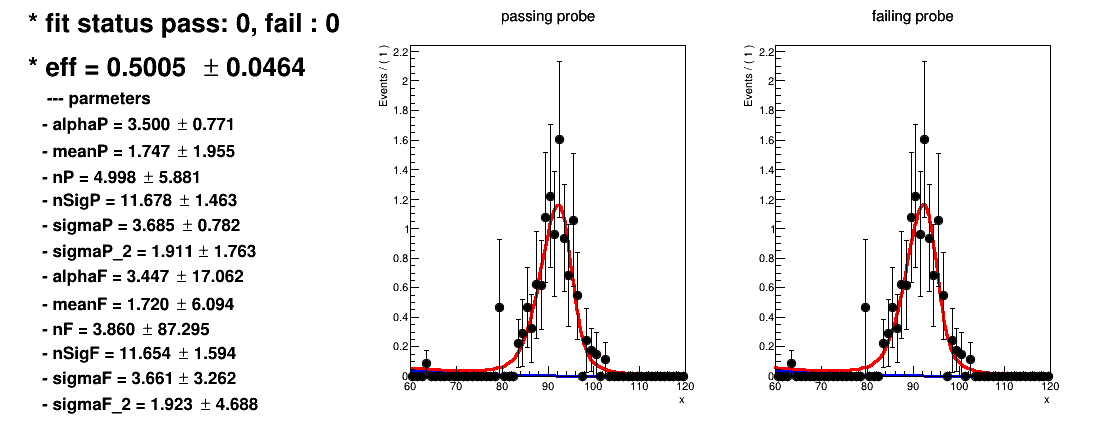 * fit status pass: 0, fail : 0
* eff = 0.5005 ± 0.0464
--- parmeters
- alphaP = 3.500 ± 0.771
- meanP = 1.747 ± 1.955
- nP = 4.998 ± 5.881
- nSigP = 11.678 ± 1.463
- sigmaP = 3.685 ± 0.782
- sigmaP_2 = 1.911 ± 1.763
- alphaF = 3.447 ± 17.062
- meanF = 1.720 ± 6.094
- nF = 3.860 ± 87.295
- nSigF = 11.654 ± 1.594
- sigmaF = 3.661 ± 3.262
- sigmaF_2 = 1.923 ± 4.688
passing probe
Events / ( 1 )
2.2
2
1.8
1.6
1.4
1.2
1
0.8
0.6
0.4
0.2
0
60 70 80 90 100 110 120
x
failing probe
Events / ( 1 )
2.2
2
1.8
1.6
1.4
1.2
1
0.8
0.6
0.4
0.2
0
60 70 80 90 100 110 120
x